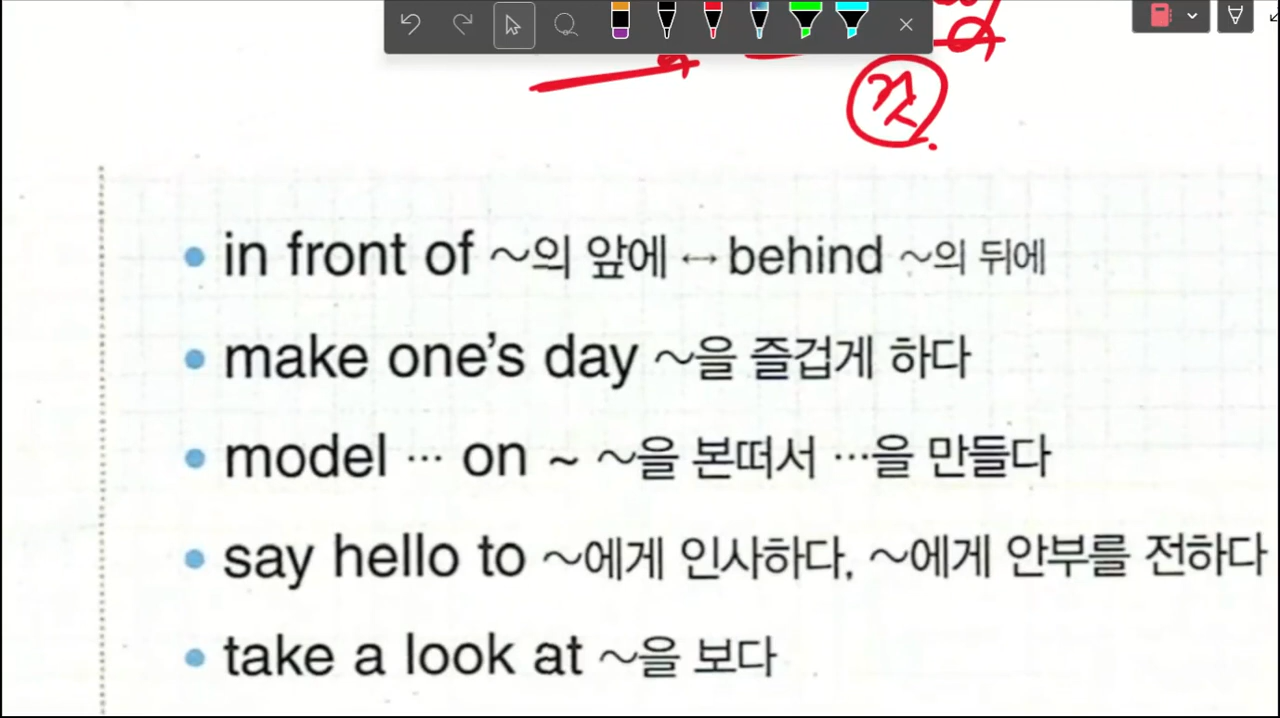 in front of ~의 앞에 ↔ behind ~의 뒤에
make one's day ~을 즐겁게 하다
model … on ~ ~을 본떠서 …을 만들다
say hello to ~에게 인사하다, ~에게 안부를 전하다
take a look at ~을 보다